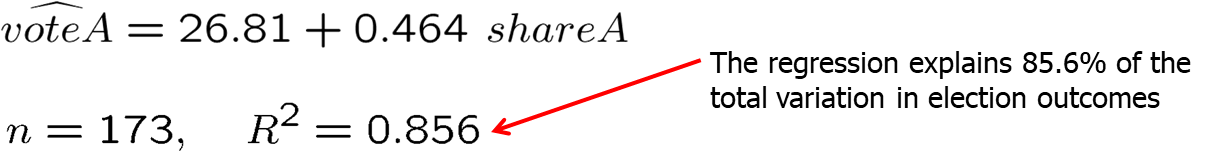 \widehat{voteA} = 26.81 + 0.464 shareA
The regression explains 85.6% of the
total variation in election outcomes
n = 173, R² = 0.856